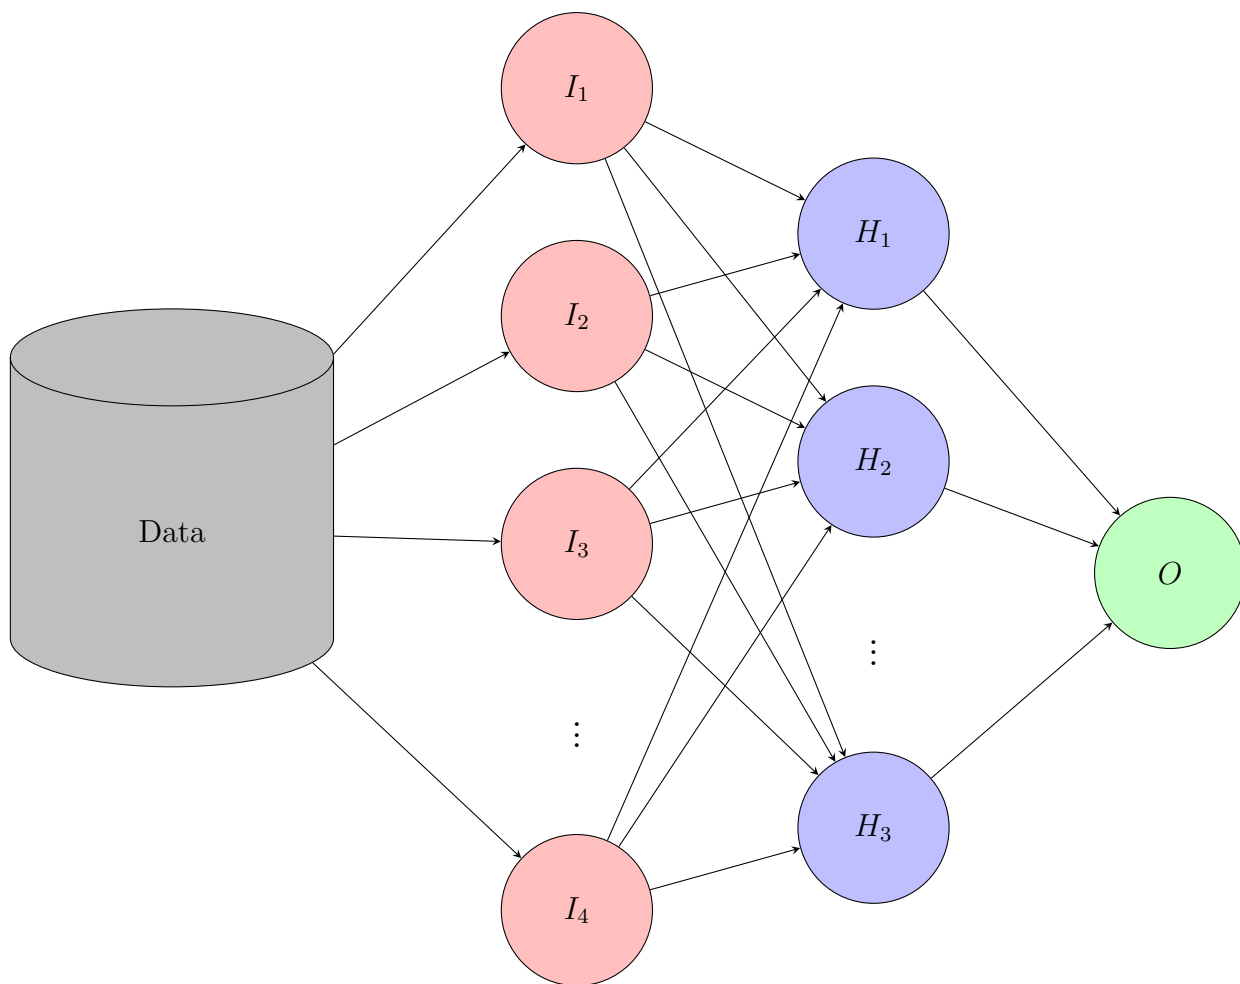 Data
I₁
I₂
I₃
⋮
I₄
H₁
H₂
⋮
H₃
O